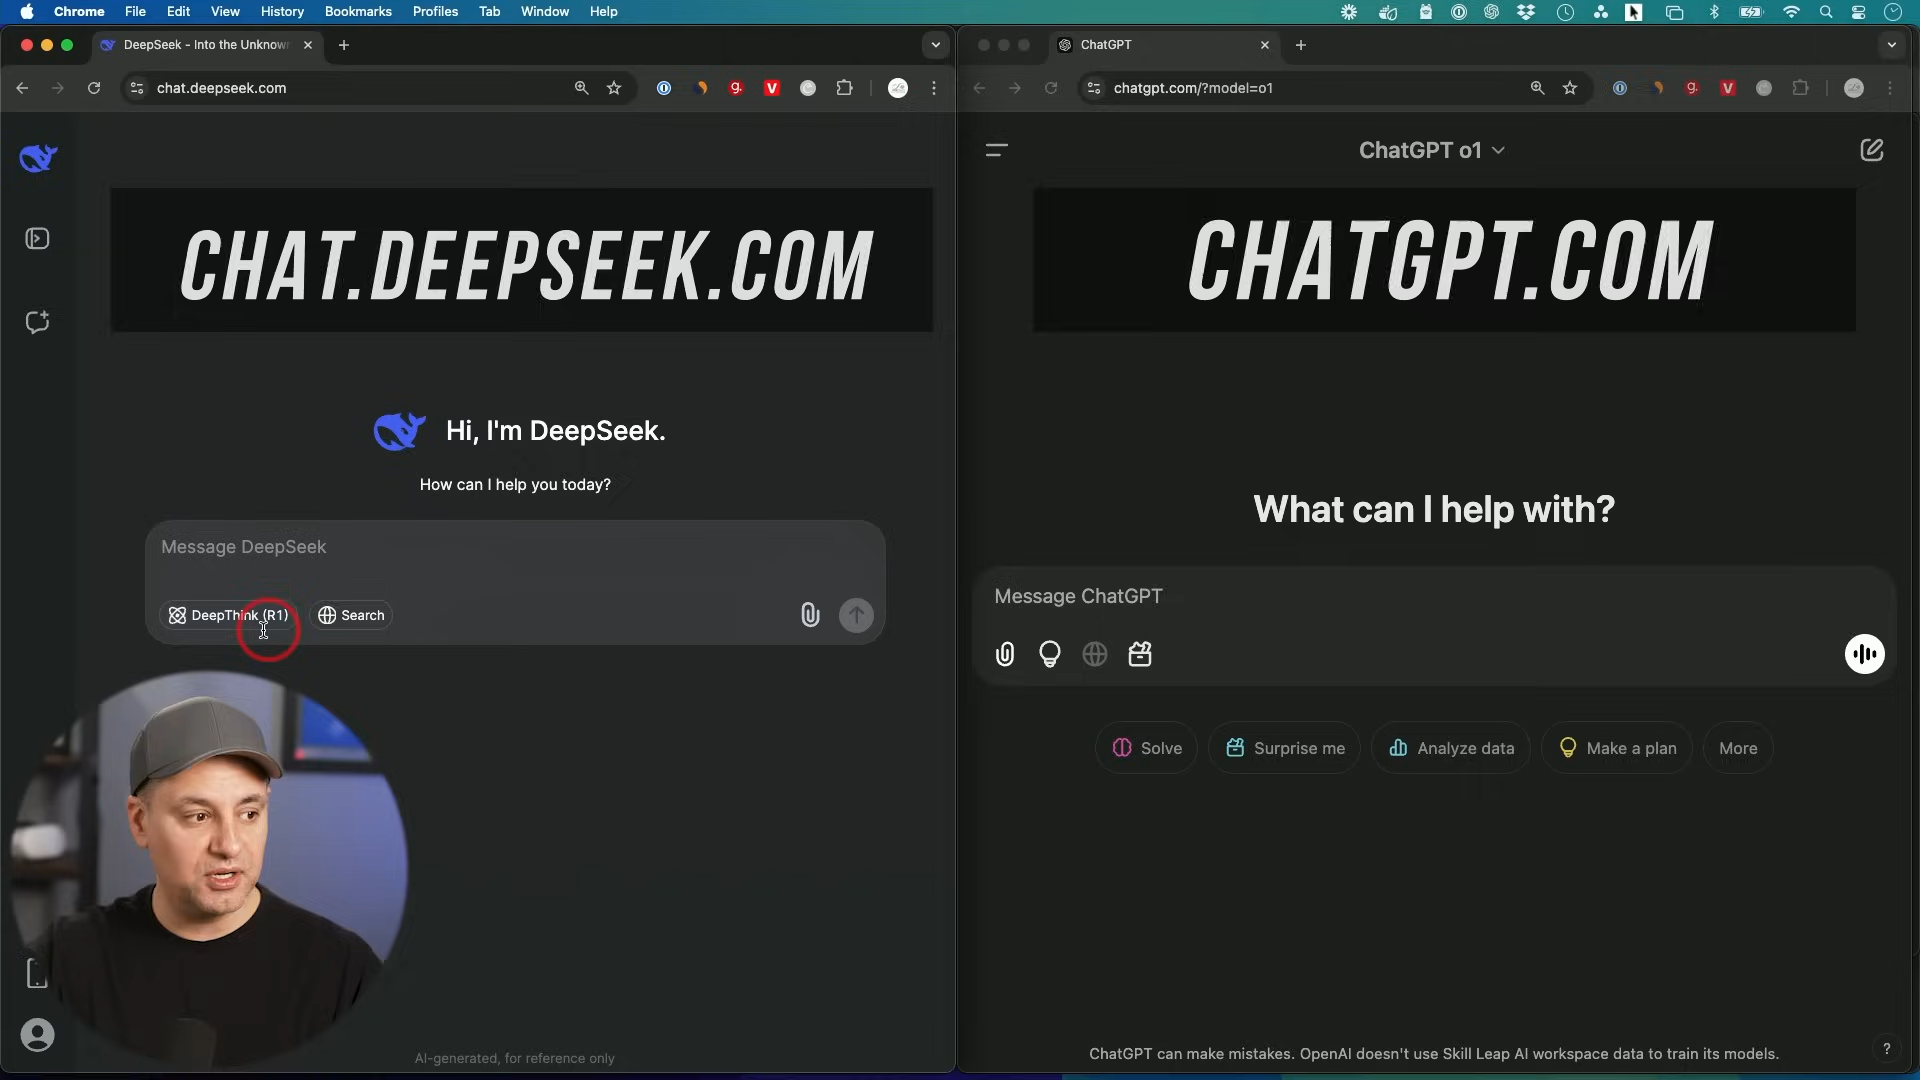 Chrome File Edit View History Bookmarks Profiles Tab Window Help
DeepSeek - Into the Unknow
ChatGPT
chat.deepseek.com
chatgpt.com/?model=o1
ChatGPT o1
CHAT.DEEPSEEK.COM
CHATGPT.COM
Hi, I'm DeepSeek.
How can I help you today?
Message DeepSeek
DeepThink (R1)
Search
What can I help with?
Message ChatGPT
Solve
Surprise me
Analyze data
Make a plan
More
AI-generated, for reference only
ChatGPT can make mistakes. OpenAI doesn't use Skill Leap AI workspace data to train its models.
?